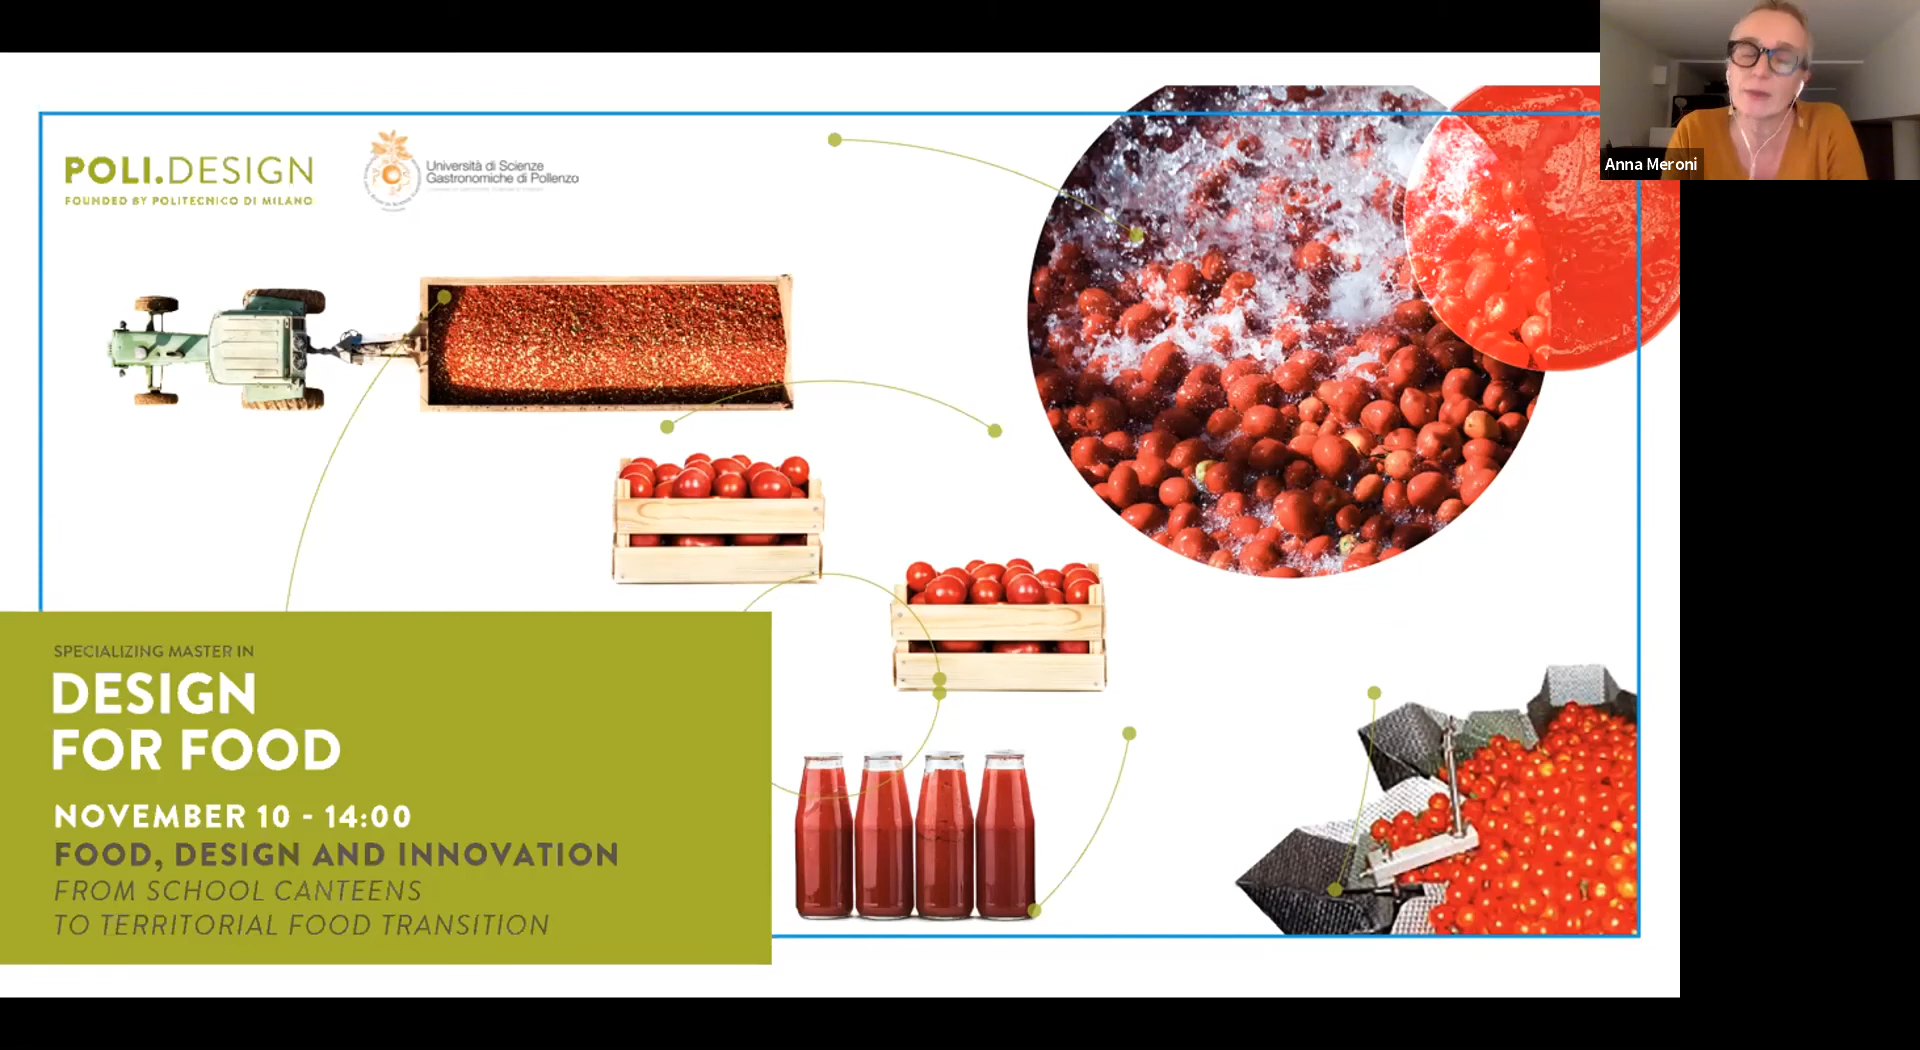 POLI.DESIGN
FOUNDED BY POLITECNICO DI MILANO
Università di Scienze
Gastronomiche di Pollenzo
Anna Meroni
SPECIALIZING MASTER IN
DESIGN
FOR FOOD
NOVEMBER 10 - 14:00
FOOD, DESIGN AND INNOVATION
FROM SCHOOL CANTEENS
TO TERRITORIAL FOOD TRANSITION